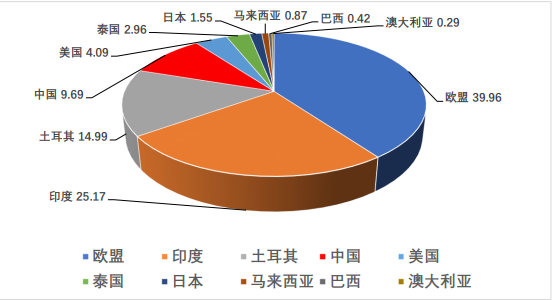 马来西亚 0.87
巴西 0.42
日本 1.55
澳大利亚 0.29
泰国 2.96
美国 4.09
中国 9.69
欧盟 39.96
土耳其 14.99
印度 25.17
欧盟 印度 土耳其 中国 美国
泰国 日本 马来西亚 巴西 澳大利亚